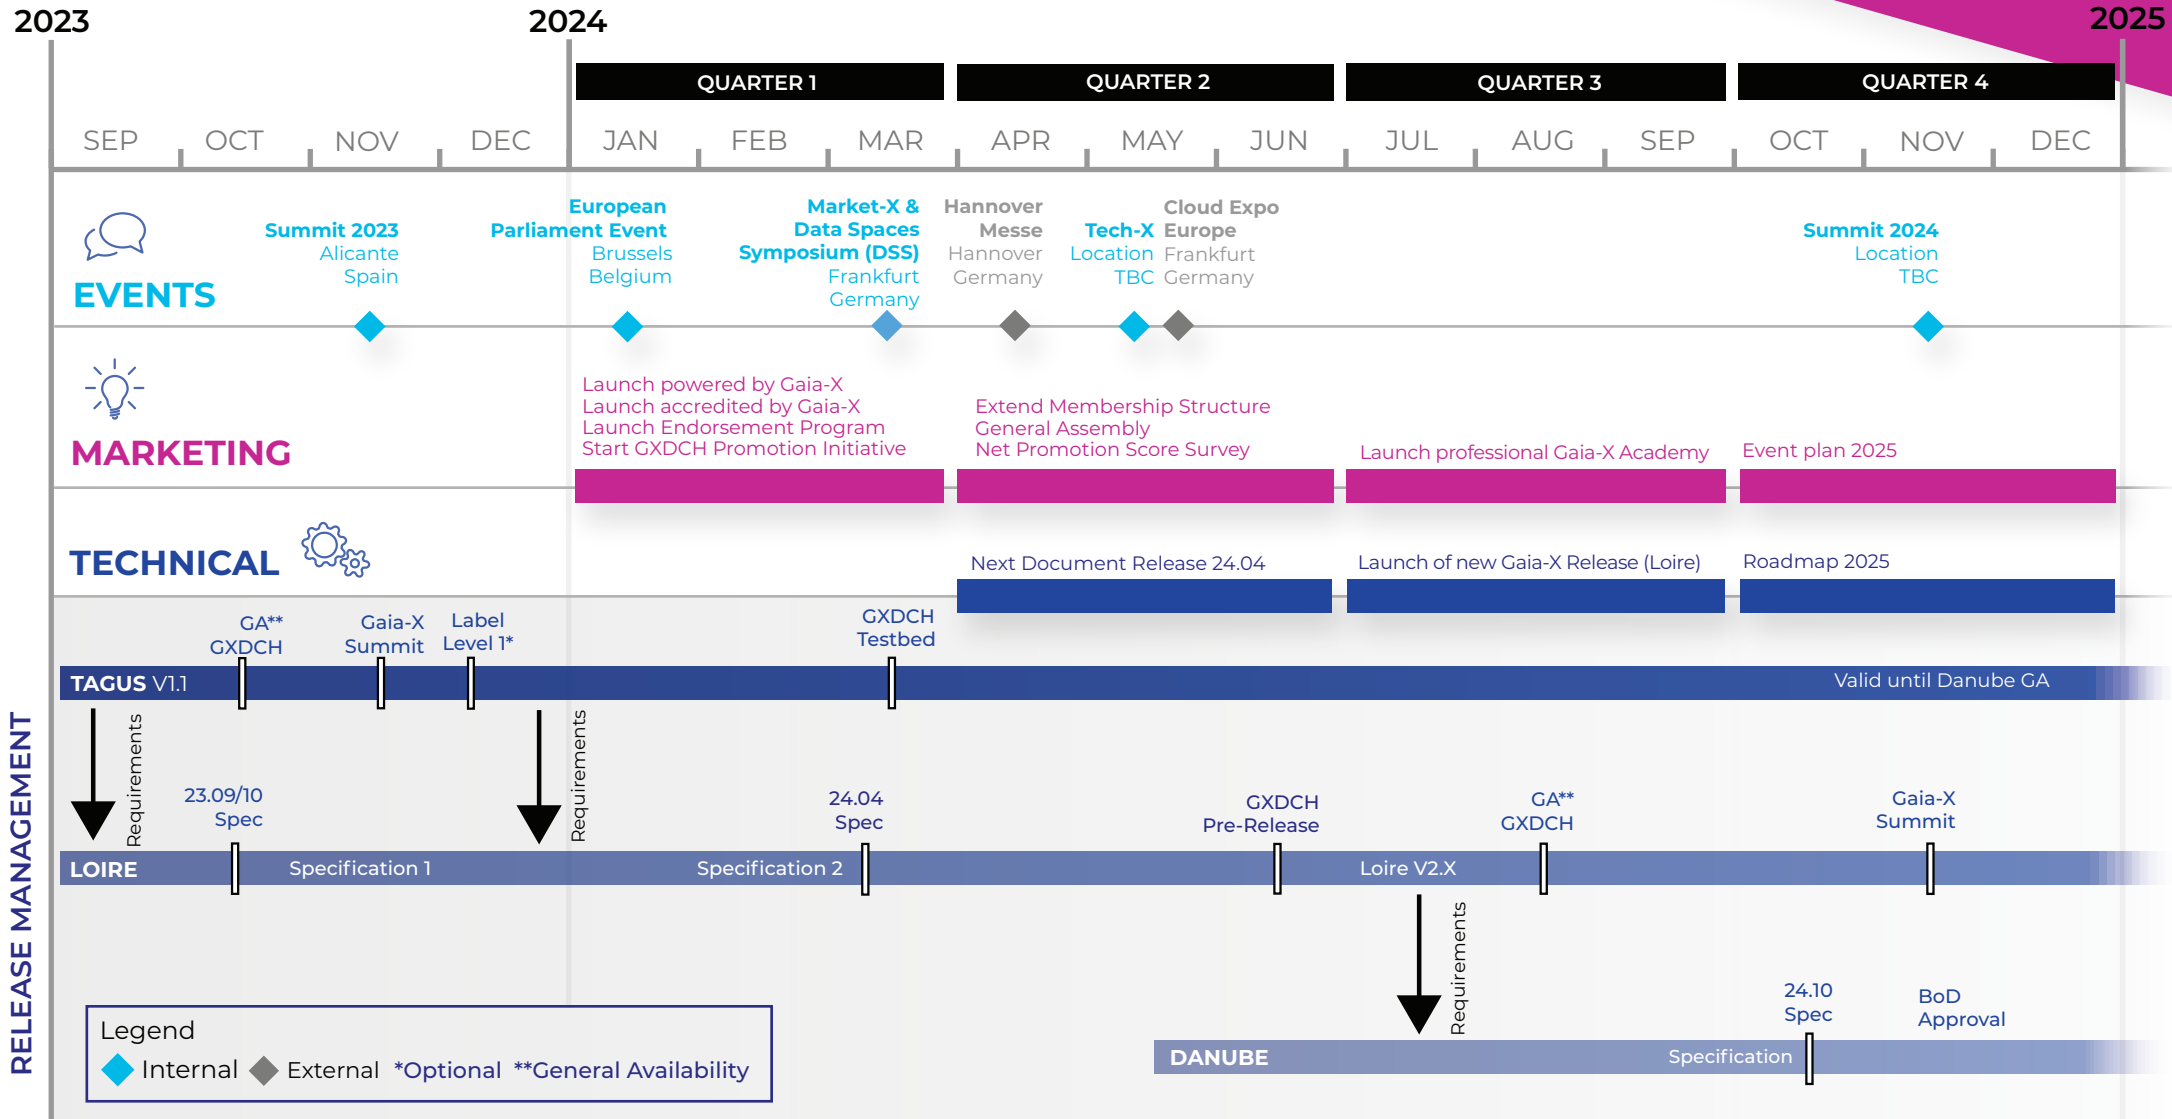 2023
2024
2025
QUARTER 1
QUARTER 2
QUARTER 3
QUARTER 4
SEP
OCT
NOV
DEC
JAN
FEB
MAR
APR
MAY
JUN
JUL
AUG
SEP
OCT
NOV
DEC
EVENTS
Summit 2023
Alicante
Spain
European
Parliament Event
Brussels
Belgium
Market-X &
Data Spaces
Symposium (DSS)
Frankfurt
Germany
Hannover
Messe
Hannover
Germany
Tech-X
Location
TBC
Cloud Expo
Europe
Frankfurt
Germany
Summit 2024
Location
TBC
MARKETING
Launch powered by Gaia-X
Launch accredited by Gaia-X
Launch Endorsement Program
Start GXDCH Promotion Initiative
Extend Membership Structure
General Assembly
Net Promotion Score Survey
Launch professional Gaia-X Academy
Event plan 2025
TECHNICAL
Next Document Release 24.04
Launch of new Gaia-X Release (Loire)
Roadmap 2025
RELEASE MANAGEMENT
GA**
GXDCH
Gaia-X
Summit
Label
Level 1*
GXDCH
Testbed
TAGUS V1.1
Valid until Danube GA
Requirements
Requirements
23.09/10
Spec
24.04
Spec
GXDCH
Pre-Release
GA**
GXDCH
Gaia-X
Summit
LOIRE
Specification 1
Specification 2
Loire V2.X
Requirements
24.10
Spec
BoD
Approval
DANUBE
Specification
Legend
Internal
External
*Optional
**General Availability